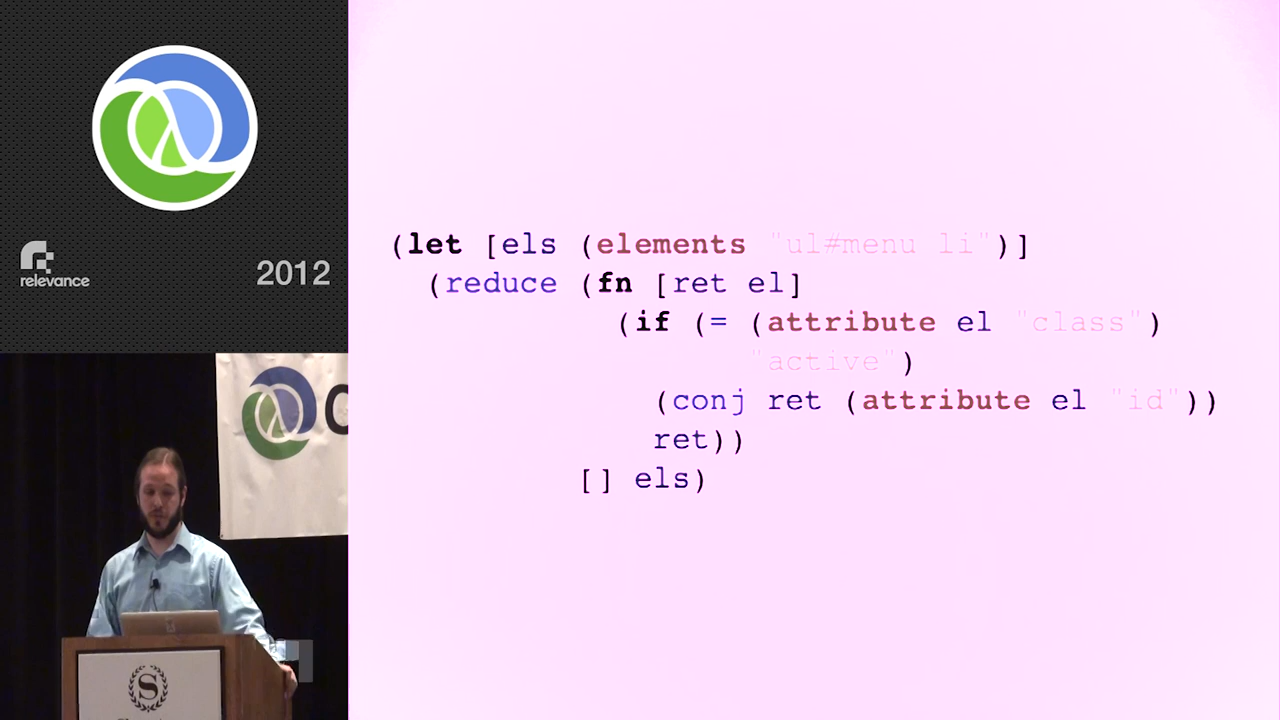 relevance
2012
(let [els (elements "ul#menu li")]
(reduce (fn [ret el]
(if (= (attribute el "class")
"active")
(conj ret (attribute el "id"))
ret))
[] els)
C
S